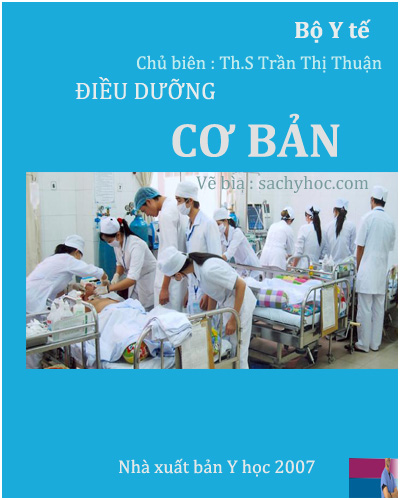 Bộ Y tế
Chủ biên : Th.S Trần Thị Thuận
ĐIỀU DƯỠNG
CƠ BẢN
Vẽ bìa : sachyhoc.com
Nhà xuất bản Y học 2007